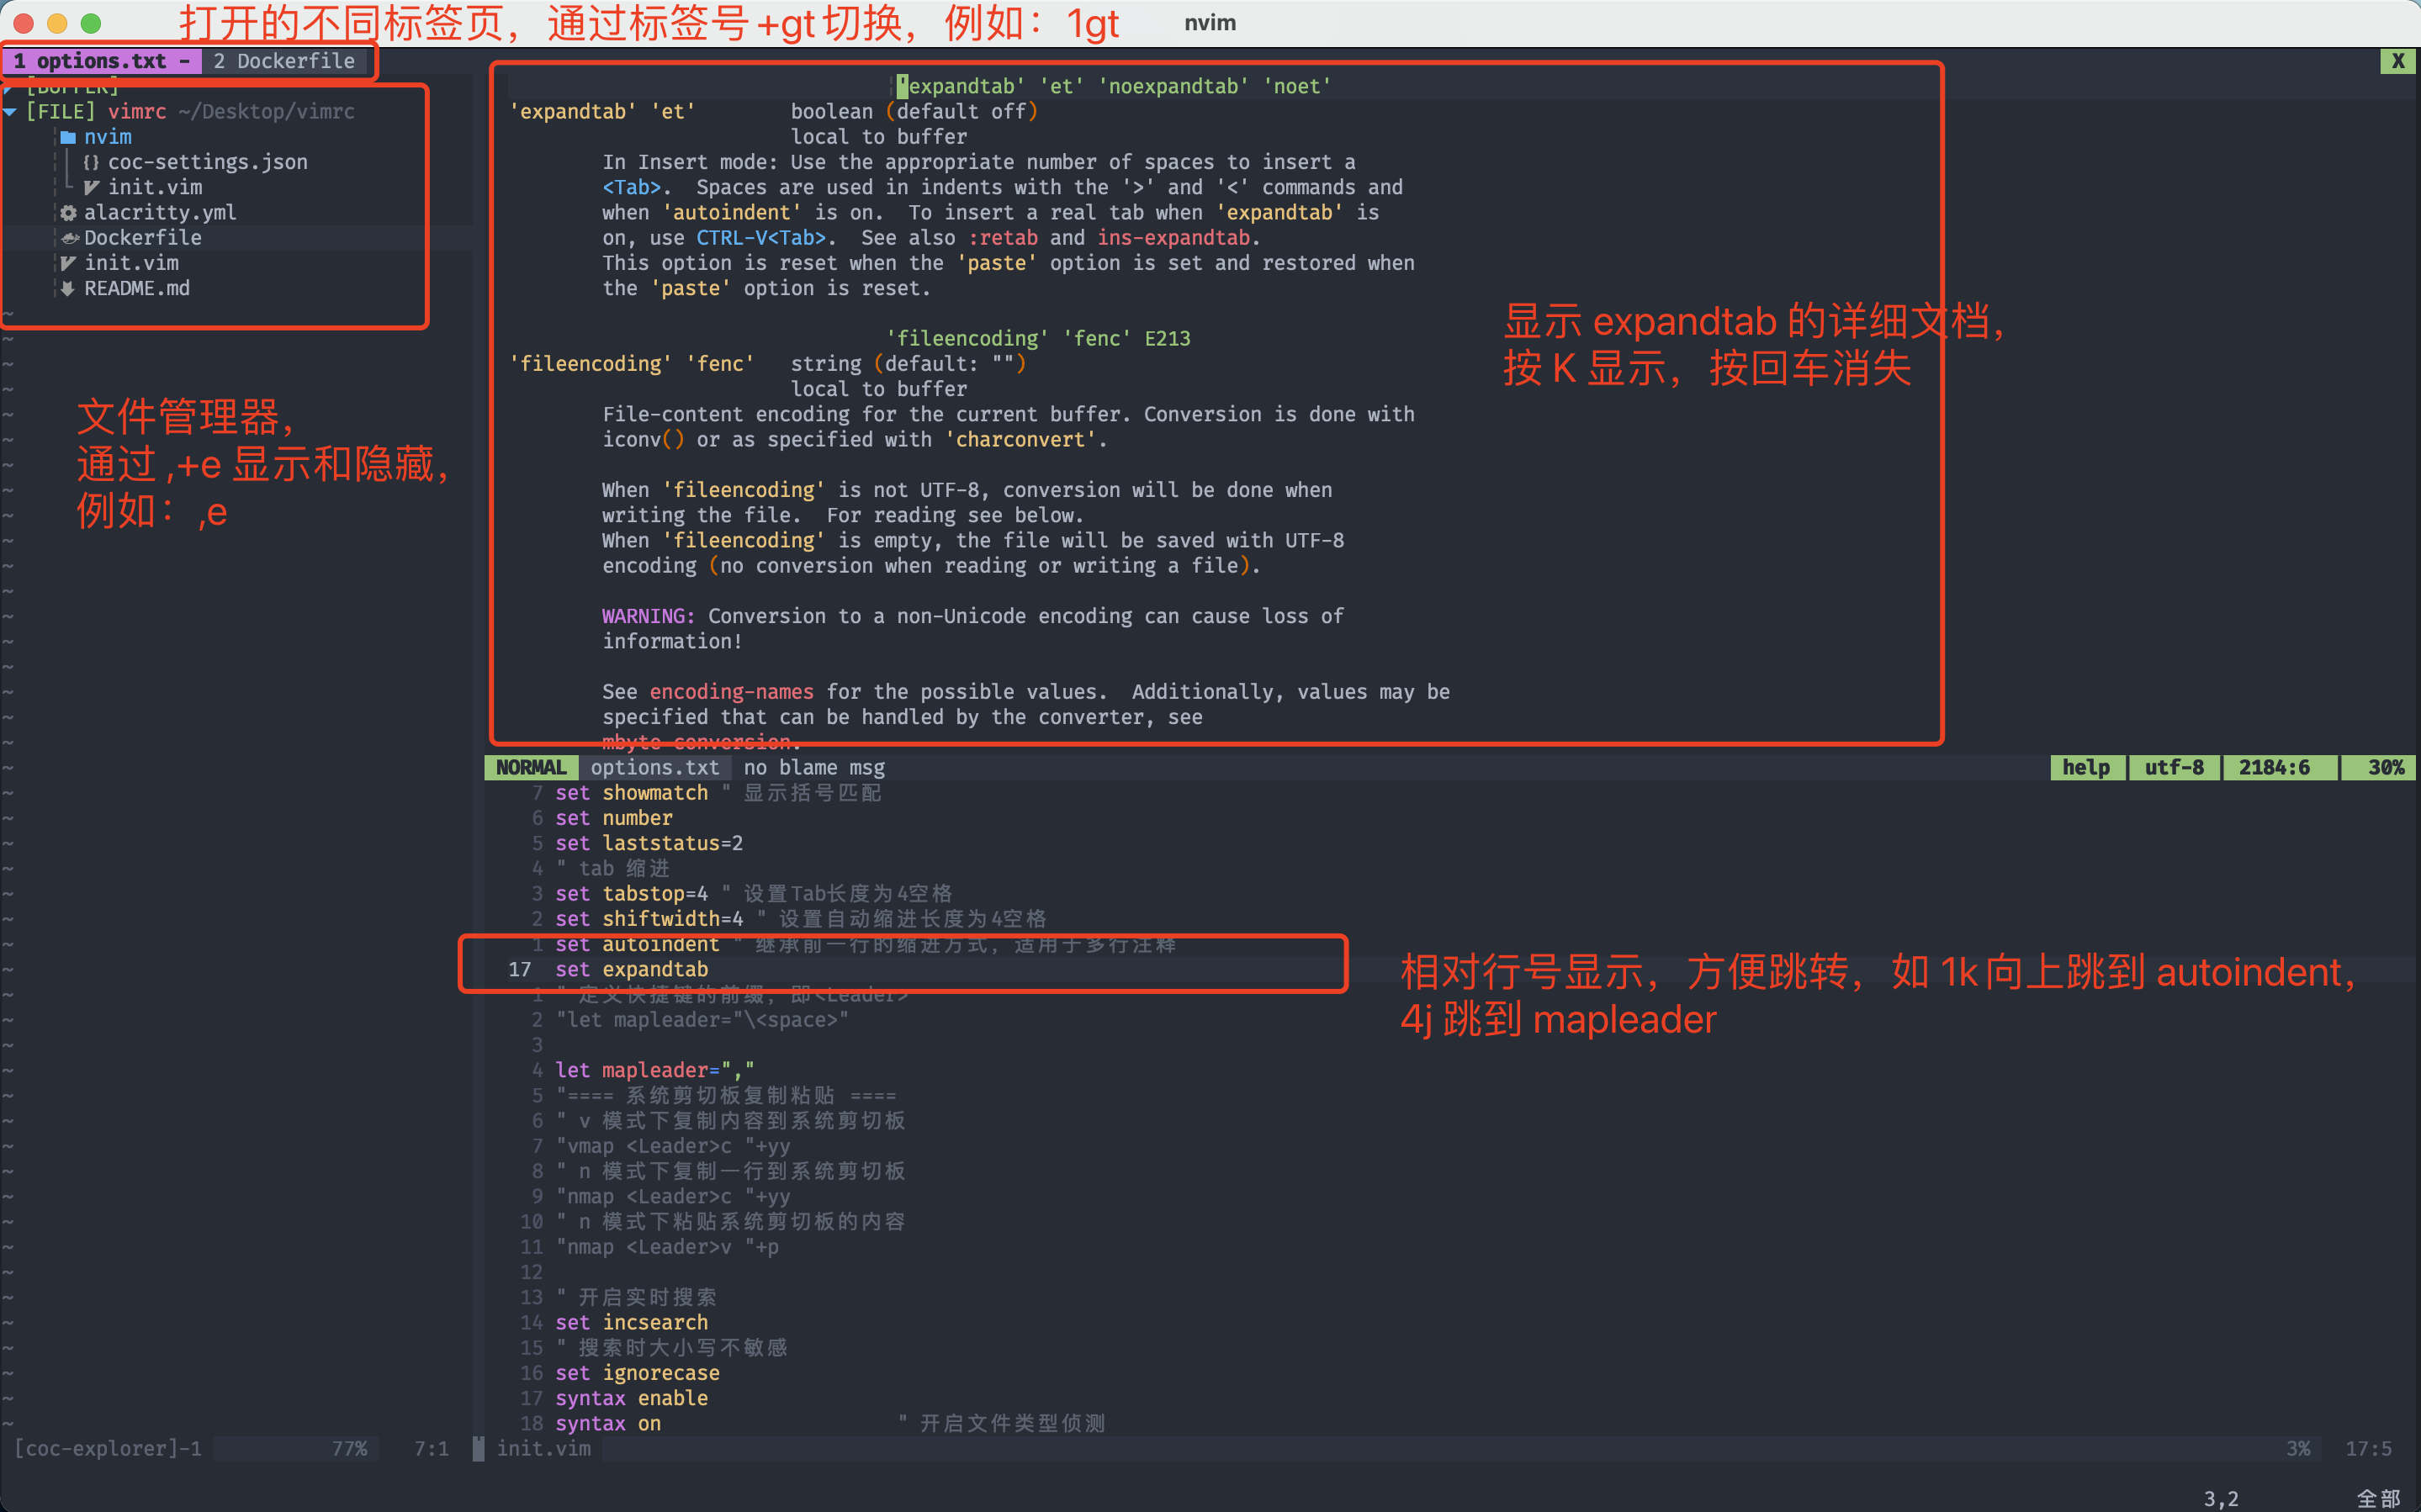 打开的不同标签页，通过标签号+gt切换，例如：1gt
nvim
1 options.txt - 2 Dockerfile
X
[BUFFER]
[FILE] vimrc ~/Desktop/vimrc
nvim
{} coc-settings.json
init.vim
alacritty.yml
Dockerfile
init.vim
README.md
文件管理器，
通过 ,+e 显示和隐藏，
例如：,e
'expandtab' 'et' 'noexpandtab' 'noet'
'expandtab' 'et' boolean (default off)
local to buffer
In Insert mode: Use the appropriate number of spaces to insert a
<Tab>.  Spaces are used in indents with the '>' and '<' commands and
when 'autoindent' is on.  To insert a real tab when 'expandtab' is
on, use CTRL-V<Tab>.  See also :retab and ins-expandtab.
This option is reset when the 'paste' option is set and restored when
the 'paste' option is reset.
'fileencoding' 'fenc' E213
'fileencoding' 'fenc' string (default: "")
local to buffer
File-content encoding for the current buffer. Conversion is done with
iconv() or as specified with 'charconvert'.
When 'fileencoding' is not UTF-8, conversion will be done when
writing the file.  For reading see below.
When 'fileencoding' is empty, the file will be saved with UTF-8
encoding (no conversion when reading or writing a file).
WARNING: Conversion to a non-Unicode encoding can cause loss of
information!
See encoding-names for the possible values.  Additionally, values may be
specified that can be handled by the converter, see
mbyte-conversion.
显示 expandtab 的详细文档，
按 K 显示，按回车消失
NORMAL options.txt no blame msg
help utf-8 2184:6 30%
7 set showmatch " 显示括号匹配
6 set number
5 set laststatus=2
4 " tab 缩进
3 set tabstop=4 " 设置Tab长度为4空格
2 set shiftwidth=4 " 设置自动缩进长度为4空格
1 set autoindent " 继承前一行的缩进方式，适用于多行注释
17 set expandtab
1 " 定义快捷键的前缀，即<Leader>
2 "let mapleader="\<space>"
3
4 let mapleader=","
5 "==== 系统剪切板复制粘贴 ====
6 " v 模式下复制内容到系统剪切板
7 "vmap <Leader>c "+yy
8 " n 模式下复制一行到系统剪切板
9 "nmap <Leader>c "+yy
10 " n 模式下粘贴系统剪切板的内容
11 "nmap <Leader>v "+p
12
13 " 开启实时搜索
14 set incsearch
15 " 搜索时大小写不敏感
16 set ignorecase
17 syntax enable
18 syntax on " 开启文件类型侦测
相对行号显示，方便跳转，如 1k 向上跳到 autoindent，
4j 跳到 mapleader
[coc-explorer]-1 77% 7:1 init.vim 3% 17:5
3,2 全部